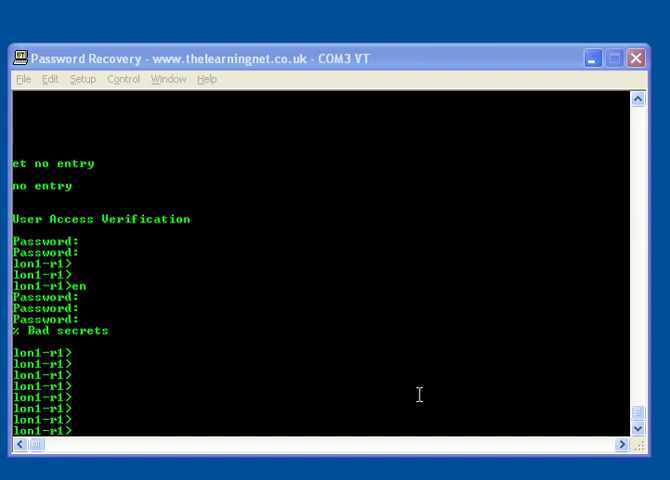 Password Recovery - www.thelearningnet.co.uk - COM3 VT
File Edit Setup Control Window Help
et no entry
no entry
User Access Verification
Password:
Password:
lon1-r1>
lon1-r1>
lon1-r1>en
Password:
Password:
Password:
% Bad secrets
lon1-r1>
lon1-r1>
lon1-r1>
lon1-r1>
lon1-r1>
lon1-r1>
lon1-r1>
lon1-r1>